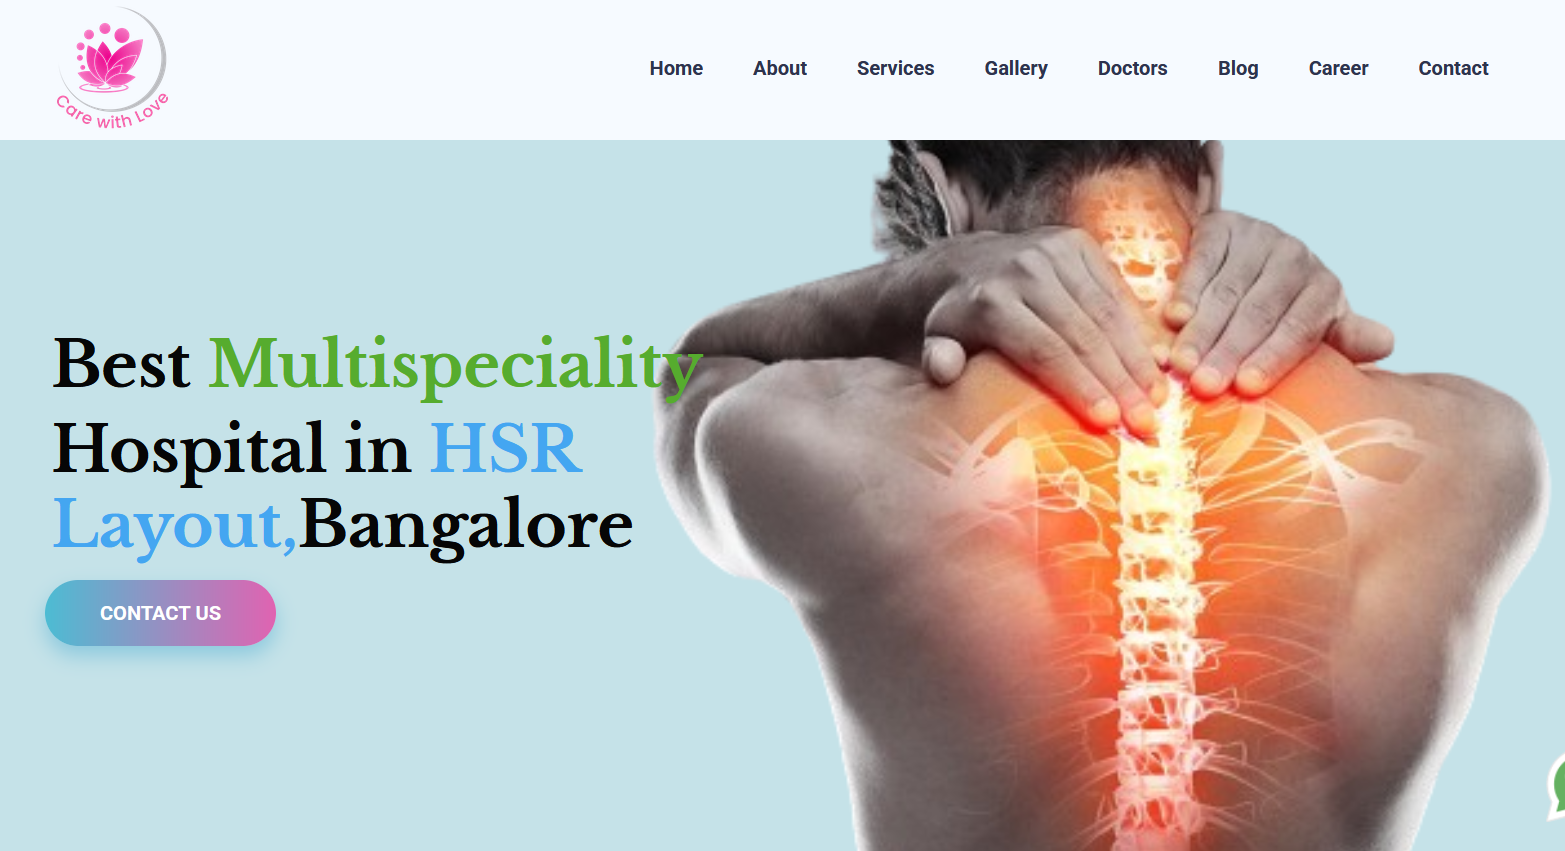 Care with Love
Home About Services Gallery Doctors Blog Career Contact
Best Multispeciality
Hospital in HSR
Layout,Bangalore
CONTACT US